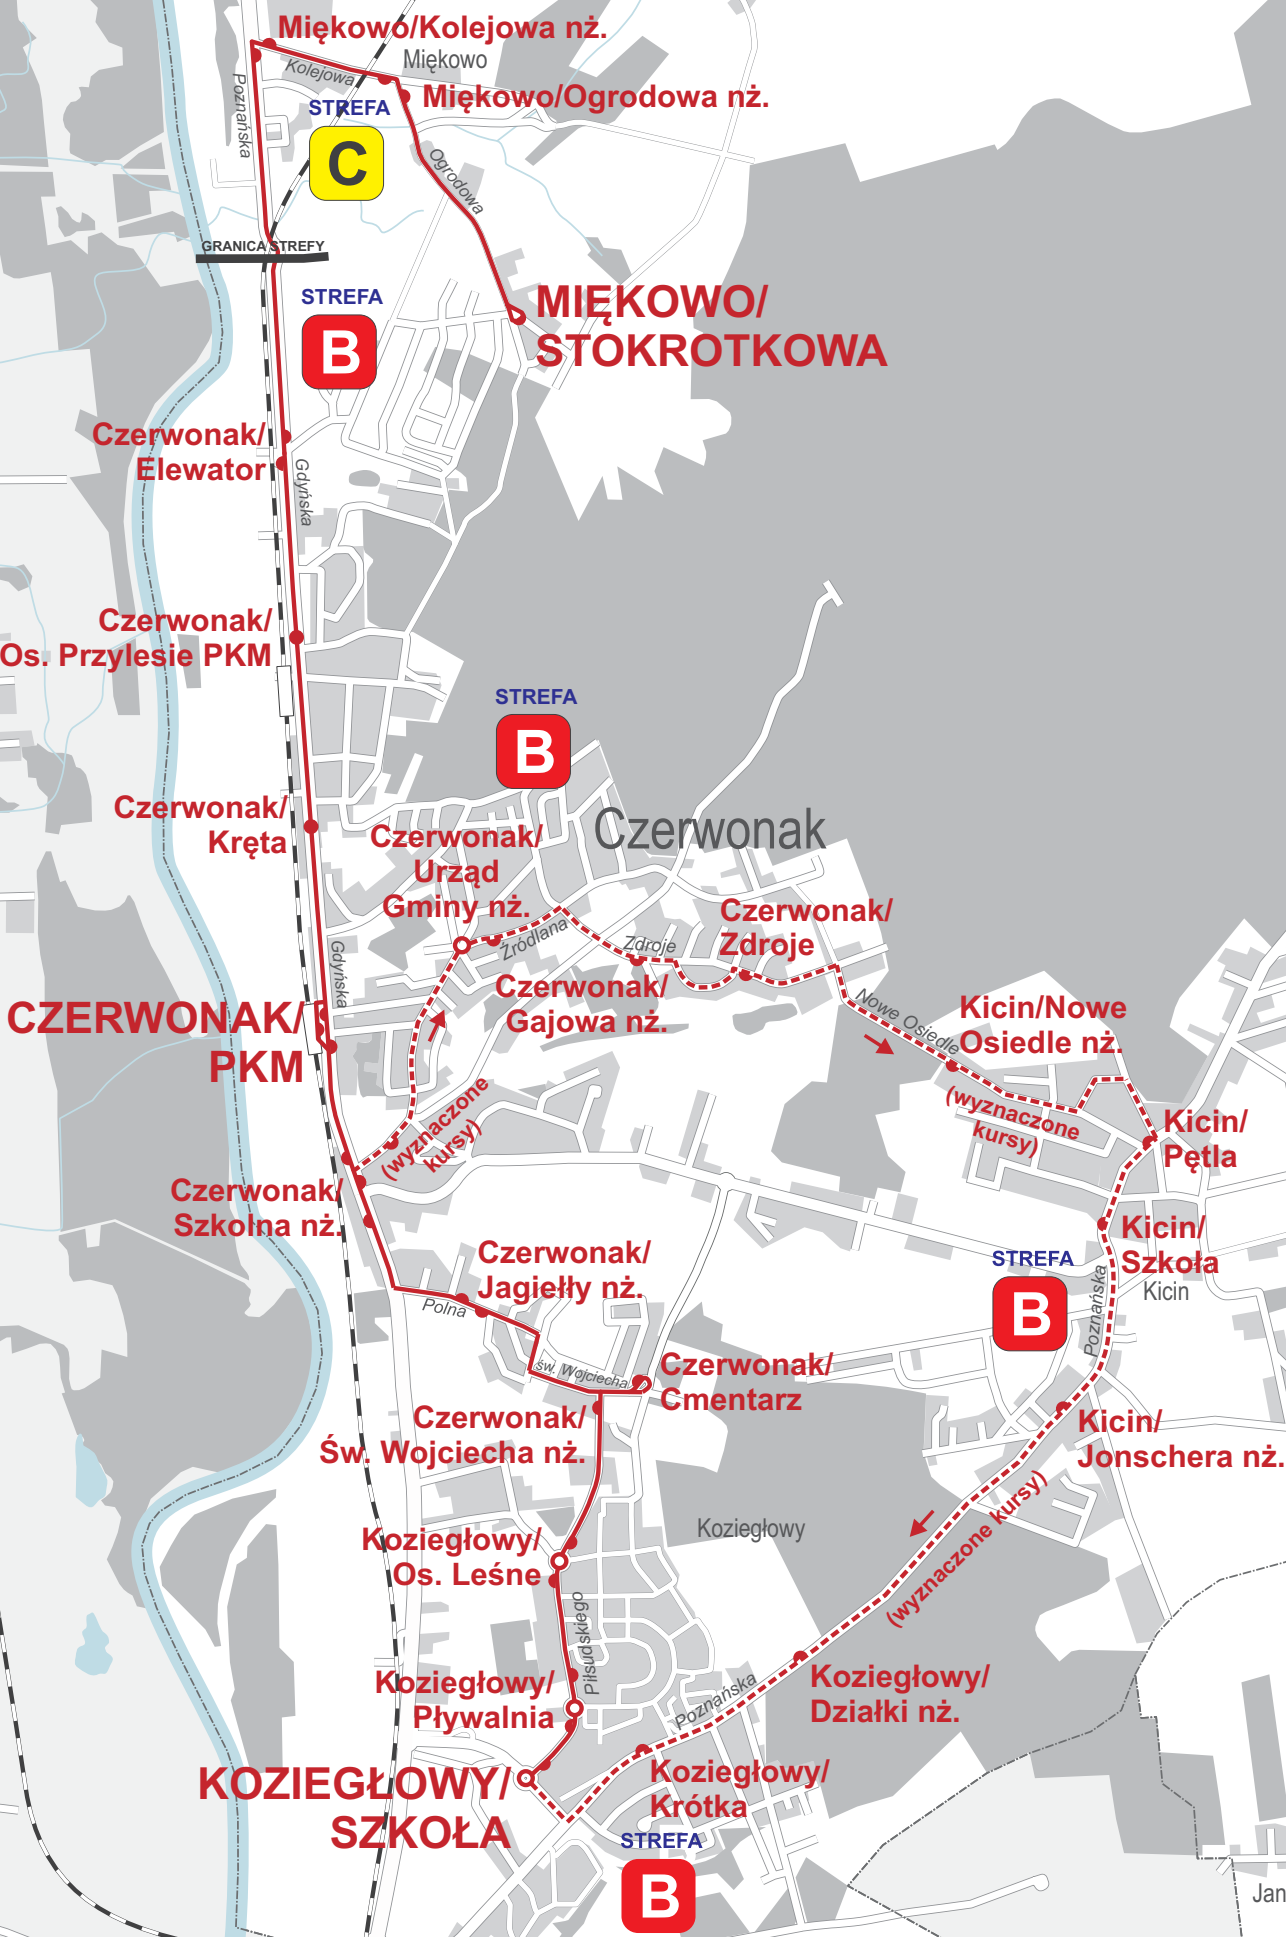 Miękowo/Kolejowa nż.
Miękowo
Kolejowa
Poznańska
STREFA
C
Miękowo/Ogrodowa nż.
Ogrodowa
GRANICA STREFY
STREFA
B
MIĘKOWO/
STOKROTKOWA
Czerwonak/
Elewator
Gdyńska
Czerwonak/
Os. Przylesie PKM
STREFA
B
Czerwonak
Czerwonak/
Kręta
Czerwonak/
Urząd
Gminy nż.
Źródlana
Zdroje
Czerwonak/
Zdroje
Gdyńska
Czerwonak/
Gajowa nż.
Nowe Osiedle
Kicin/Nowe
Osiedle nż.
CZERWONAK/
PKM
(wyznaczone
kursy)
(wyznaczone
kursy)
Kicin/
Pętla
Czerwonak/
Szkolna nż.
Kicin/
Szkoła
Kicin
Czerwonak/
Jagiełły nż.
Polna
STREFA
B
Poznańska
św. Wojciecha
Czerwonak/
Cmentarz
Czerwonak/
Św. Wojciecha nż.
Kicin/
Jonschera nż.
Koziegłowy
(wyznaczone kursy)
Koziegłowy/
Os. Leśne
Piłsudskiego
Koziegłowy/
Pływalnia
Poznańska
Koziegłowy/
Działki nż.
KOZIEGŁOWY/
SZKOŁA
Koziegłowy/
Krótka
STREFA
B
Jan